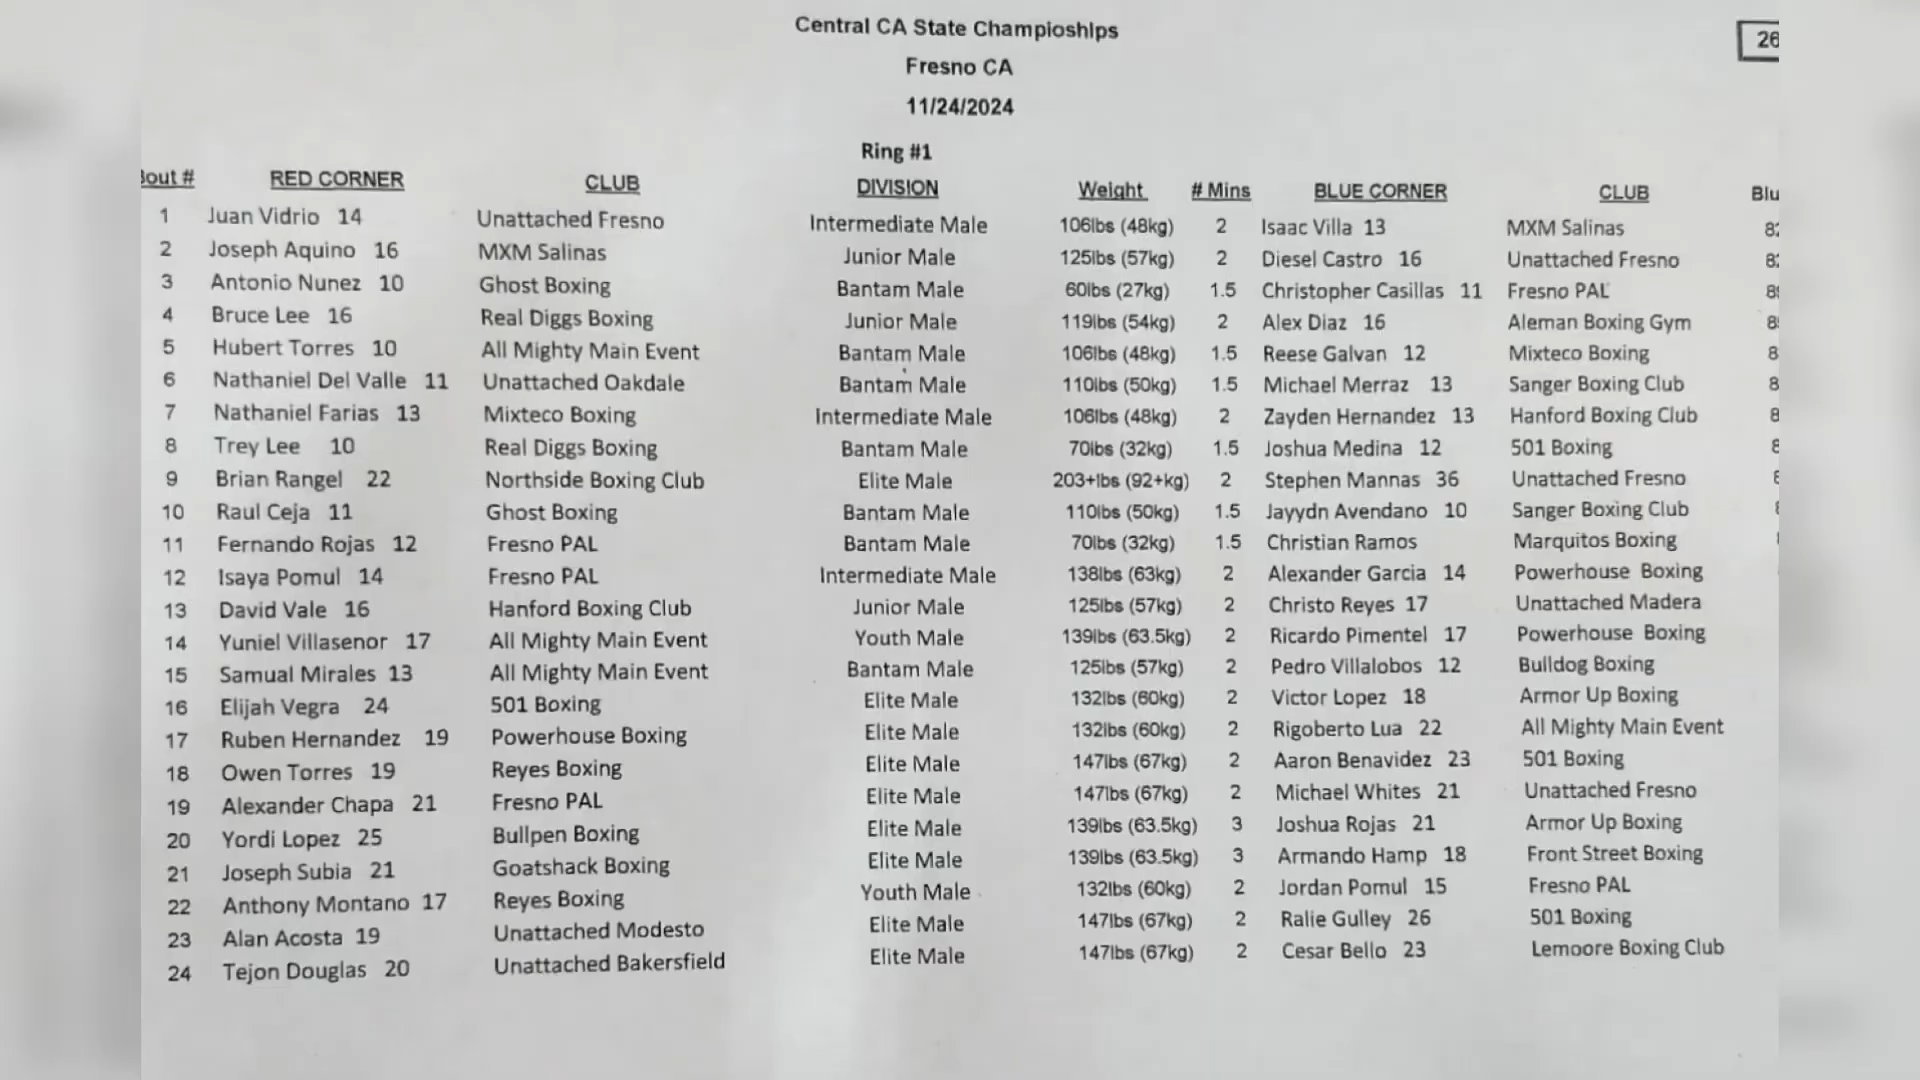 Central CA State Champioshlps
26
Fresno CA
11/24/2024
Ring #1
Bout # RED CORNER CLUB DIVISION Weight # Mins BLUE CORNER CLUB Blu
1 Juan Vidrio 14 Unattached Fresno Intermediate Male 106lbs (48kg) 2 Isaac Villa 13 MXM Salinas
2 Joseph Aquino 16 MXM Salinas Junior Male 125lbs (57kg) 2 Diesel Castro 16 Unattached Fresno
3 Antonio Nunez 10 Ghost Boxing Bantam Male 60lbs (27kg) 1.5 Christopher Casillas 11 Fresno PAL
4 Bruce Lee 16 Real Diggs Boxing Junior Male 119lbs (54kg) 2 Alex Diaz 16 Aleman Boxing Gym
5 Hubert Torres 10 All Mighty Main Event Bantam Male 106lbs (48kg) 1.5 Reese Galvan 12 Mixteco Boxing 8
6 Nathaniel Del Valle 11 Unattached Oakdale Bantam Male 110lbs (50kg) 1.5 Michael Merraz 13 Sanger Boxing Club 8
7 Nathaniel Farias 13 Mixteco Boxing Intermediate Male 106lbs (48kg) 2 Zayden Hernandez 13 Hanford Boxing Club 8
8 Trey Lee 10 Real Diggs Boxing Bantam Male 70lbs (32kg) 1.5 Joshua Medina 12 501 Boxing
9 Brian Rangel 22 Northside Boxing Club Elite Male 203+lbs (92+kg) 2 Stephen Mannas 36 Unattached Fresno
10 Raul Ceja 11 Ghost Boxing Bantam Male 110lbs (50kg) 1.5 Jayydn Avendano 10 Sanger Boxing Club
11 Fernando Rojas 12 Fresno PAL Bantam Male 70lbs (32kg) 1.5 Christian Ramos Marquitos Boxing
12 Isaya Pomul 14 Fresno PAL Intermediate Male 138lbs (63kg) 2 Alexander Garcia 14 Powerhouse Boxing
13 David Vale 16 Hanford Boxing Club Junior Male 125lbs (57kg) 2 Christo Reyes 17 Unattached Madera
14 Yuniel Villasenor 17 All Mighty Main Event Youth Male 139lbs (63.5kg) 2 Ricardo Pimentel 17 Powerhouse Boxing
15 Samual Mirales 13 All Mighty Main Event Bantam Male 125lbs (57kg) 2 Pedro Villalobos 12 Bulldog Boxing
16 Elijah Vegra 24 501 Boxing Elite Male 132lbs (60kg) 2 Victor Lopez 18 Armor Up Boxing
17 Ruben Hernandez 19 Powerhouse Boxing Elite Male 132lbs (60kg) 2 Rigoberto Lua 22 All Mighty Main Event
18 Owen Torres 19 Reyes Boxing Elite Male 147lbs (67kg) 2 Aaron Benavidez 23 501 Boxing
19 Alexander Chapa 21 Fresno PAL Elite Male 147lbs (67kg) 2 Michael Whites 21 Unattached Fresno
20 Yordi Lopez 25 Bullpen Boxing Elite Male 139lbs (63.5kg) 3 Joshua Rojas 21 Armor Up Boxing
21 Joseph Subia 21 Goatshack Boxing Elite Male 139lbs (63.5kg) 3 Armando Hamp 18 Front Street Boxing
22 Anthony Montano 17 Reyes Boxing Youth Male 132lbs (60kg) 2 Jordan Pomul 15 Fresno PAL
23 Alan Acosta 19 Unattached Modesto Elite Male 147lbs (67kg) 2 Ralie Gulley 26 501 Boxing
24 Tejon Douglas 20 Unattached Bakersfield Elite Male 147lbs (67kg) 2 Cesar Bello 23 Lemoore Boxing Club